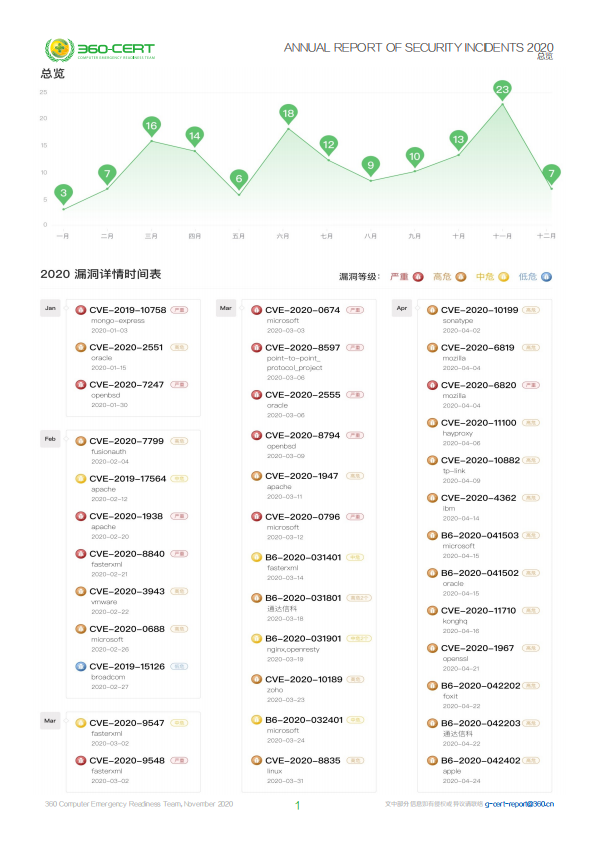 360-CERT
COMPUTER EMERGENCY READINESS TEAM
ANNUAL REPORT OF SECURITY INCIDENTS 2020
总览
总览
25
20
15
10
5
0
3
7
16
14
6
18
12
9
10
13
23
7
一月
二月
三月
四月
五月
六月
七月
八月
九月
十月
十一月
十二月
2020 漏洞详情时间表
漏洞等级: 严重 高危 中危 低危
Jan
CVE-2019-10758 严重
mongo-express
2020-01-03
CVE-2020-2551 高危
oracle
2020-01-15
CVE-2020-7247 严重
openbsd
2020-01-30
Feb
CVE-2020-7799 高危
fusionauth
2020-02-04
CVE-2019-17564 中危
apache
2020-02-12
CVE-2020-1938 严重
apache
2020-02-20
CVE-2020-8840 严重
fasterxml
2020-02-21
CVE-2020-3943 高危
vmware
2020-02-22
CVE-2020-0688 高危
microsoft
2020-02-26
CVE-2019-15126 低危
broadcom
2020-02-27
Mar
CVE-2020-9547 中危
fasterxml
2020-03-02
CVE-2020-9548 严重
fasterxml
2020-03-02
Mar
CVE-2020-0674 严重
microsoft
2020-03-03
CVE-2020-8597 严重
point-to-point_
protocol_project
2020-03-06
CVE-2020-2555 严重
oracle
2020-03-06
CVE-2020-8794 严重
openbsd
2020-03-09
CVE-2020-1947 高危
apache
2020-03-11
CVE-2020-0796 严重
microsoft
2020-03-12
B6-2020-031401 中危
fasterxml
2020-03-14
B6-2020-031801 高危2个
通达信科
2020-03-18
B6-2020-031901 中危2个
nginx,openresty
2020-03-19
CVE-2020-10189 高危
zoho
2020-03-23
B6-2020-032401 中危
microsoft
2020-03-24
CVE-2020-8835 高危
linux
2020-03-31
Apr
CVE-2020-10199 高危
sonatype
2020-04-02
CVE-2020-6819 高危
mozilla
2020-04-04
CVE-2020-6820 严重
mozilla
2020-04-04
CVE-2020-11100 高危
hayproxy
2020-04-06
CVE-2020-10882 高危
tp-link
2020-04-09
CVE-2020-4362 高危
ibm
2020-04-14
B6-2020-041503 高危
microsoft
2020-04-15
B6-2020-041502 高危
oracle
2020-04-15
CVE-2020-11710 高危
konghq
2020-04-16
CVE-2020-1967 高危
openssl
2020-04-21
B6-2020-042202 高危
foxit
2020-04-22
B6-2020-042203 高危
通达信科
2020-04-22
B6-2020-042402 高危
apple
2020-04-24
360 Computer Emergency Readiness Team, November 2020
1
文中部分信息如有侵权或异议请联络 g-cert-report@360.cn